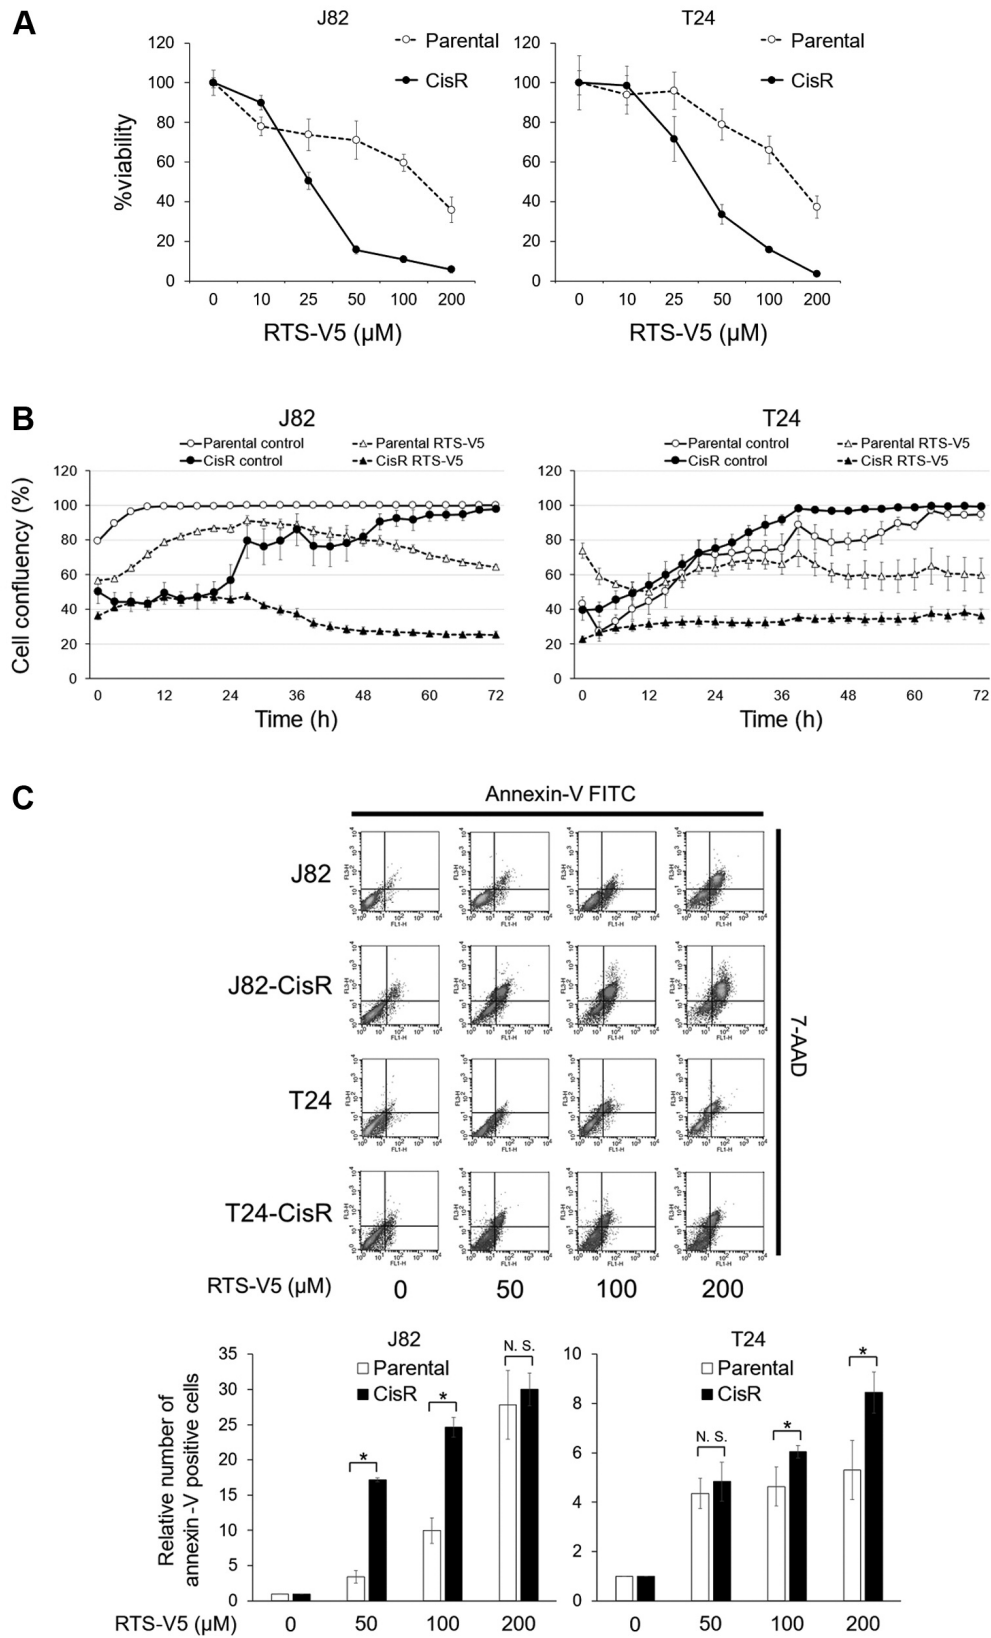 A
J82
T24
Parental
CisR
Parental
CisR
120
100
80
60
40
20
0
120
100
80
60
40
20
0
%viability
0 10 25 50 100 200
0 10 25 50 100 200
RTS-V5 (µM)
RTS-V5 (µM)
B
J82
T24
Parental control
Parental RTS-V5
CisR control
CisR RTS-V5
Parental control
Parental RTS-V5
CisR control
CisR RTS-V5
120
100
80
60
40
20
0
120
100
80
60
40
20
0
Cell confluency (%)
0 12 24 36 48 60 72
0 12 24 36 48 60 72
Time (h)
Time (h)
C
Annexin-V FITC
J82
J82-CisR
T24
T24-CisR
7-AAD
FL3-H
FL1-H
RTS-V5 (µM) 0 50 100 200
J82
T24
Parental
CisR
Parental
CisR
35
30
25
20
15
10
5
0
10
8
6
4
2
0
Relative number of
annexin -V positive cells
*
*
N. S.
N. S.
*
*
RTS-V5 (µM) 0 50 100 200
0 50 100 200